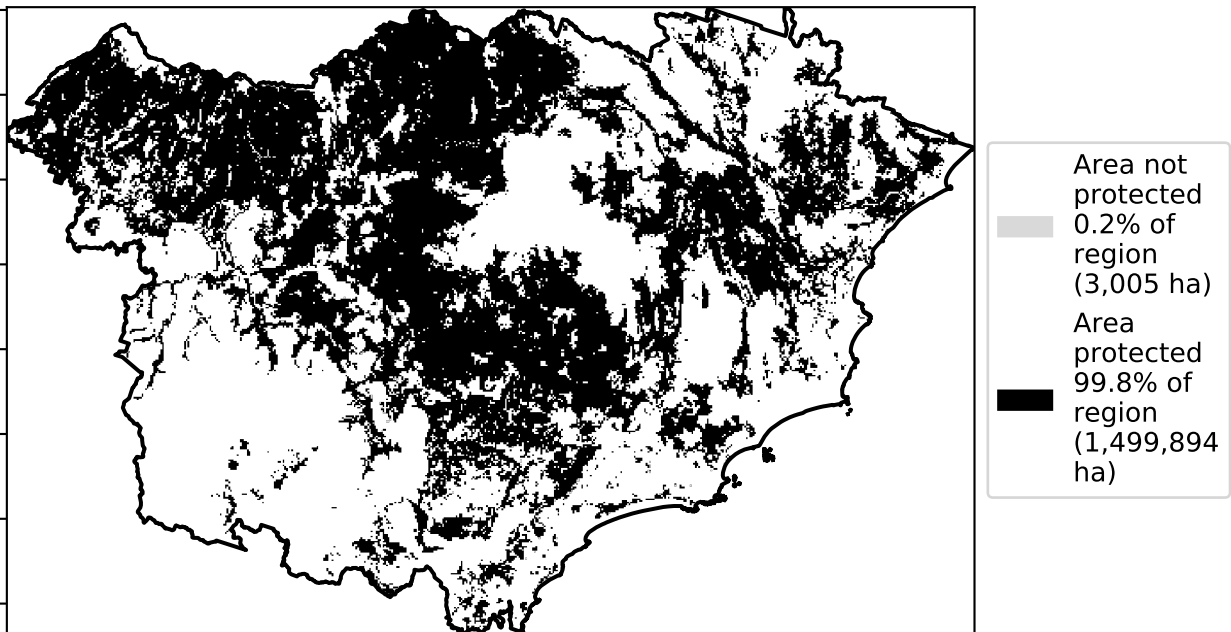 Area not
protected
0.2% of
region
(3,005 ha)
Area
protected
99.8% of
region
(1,499,894
ha)